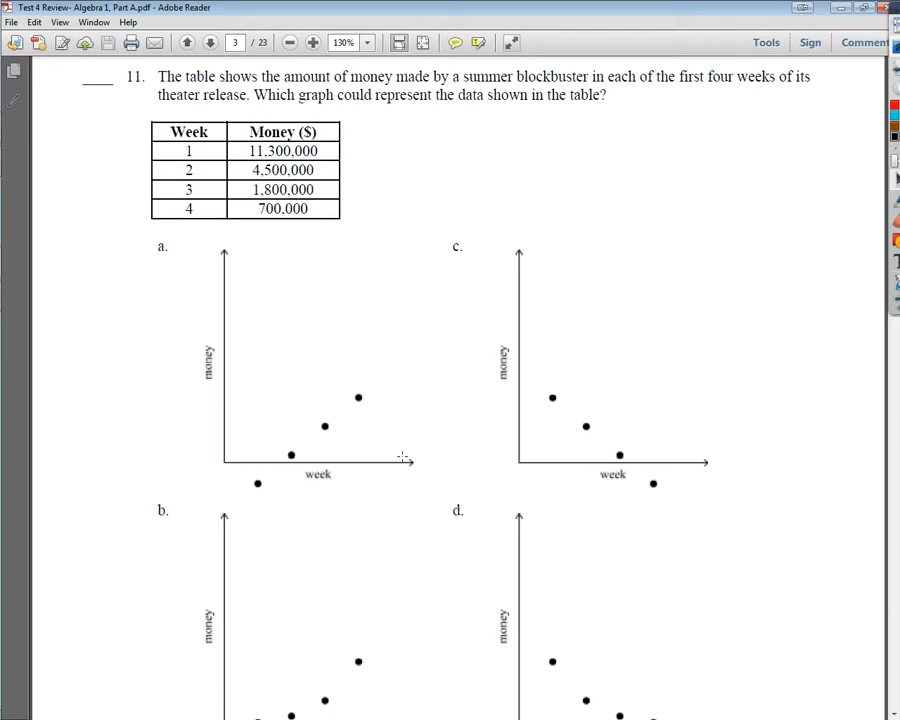 Test 4 Review- Algebra 1, Part A.pdf - Adobe Reader
File Edit View Window Help
3 / 23 130% Tools Sign Comment
____ 11. The table shows the amount of money made by a summer blockbuster in each of the first four weeks of its
theater release. Which graph could represent the data shown in the table?
Week Money ($)
1 11,300,000
2 4,500,000
3 1,800,000
4 700,000
a. c.
money money
week week
b. d.
money money